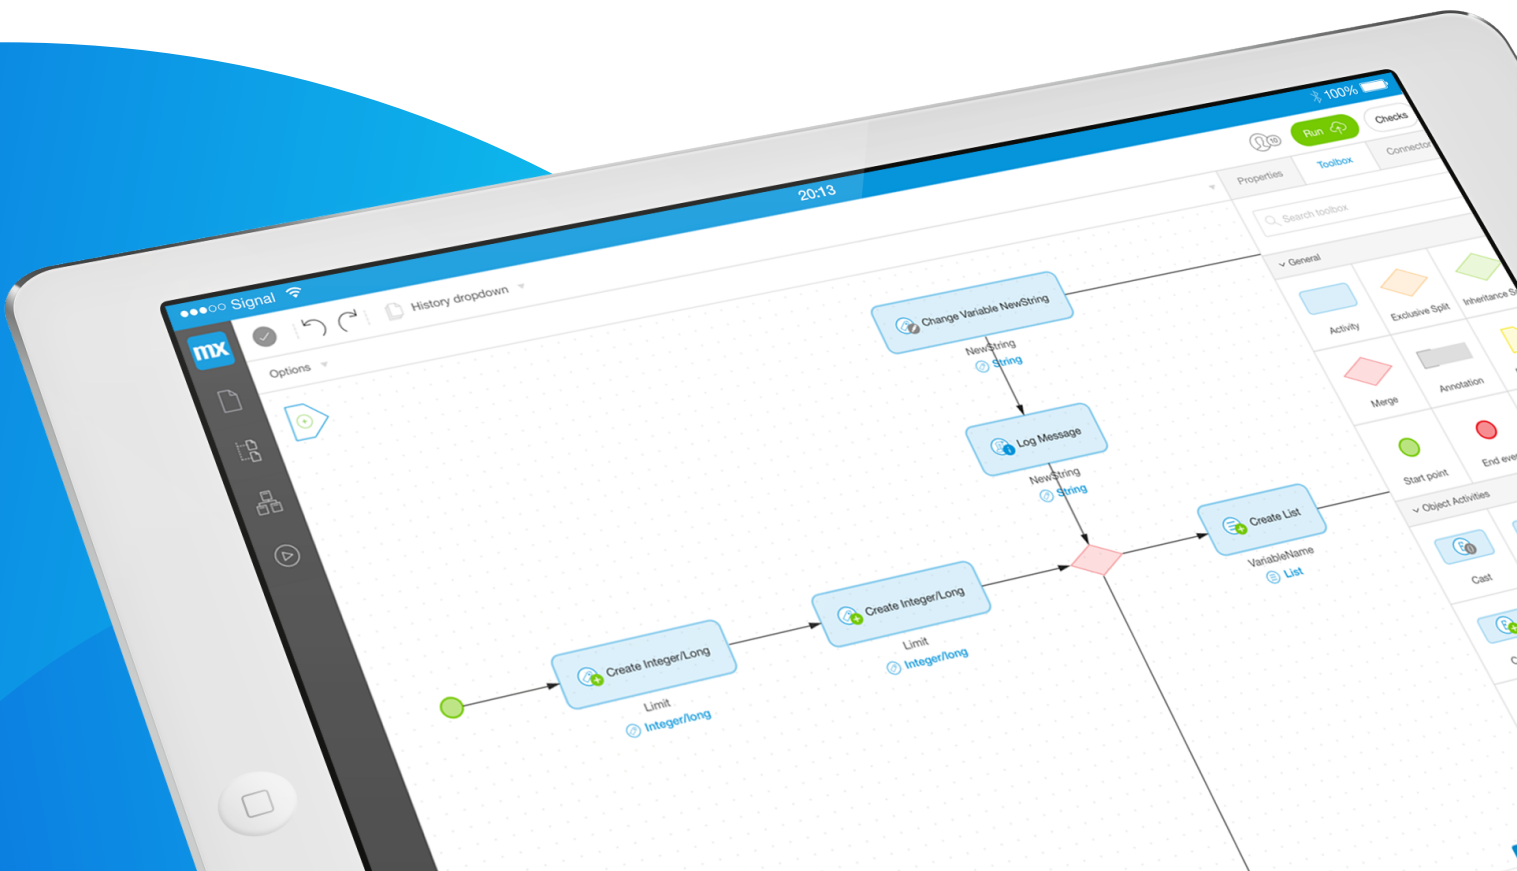 ●●●○○ Signal
20:13
100%
mx
History dropdown
Options
10
Run
Checks
Properties
Toolbox
Search toolbox
General
Activity
Exclusive Split
Merge
Annotation
Start point
Object Activities
Cast
Change Variable NewString
NewString
String
Log Message
NewString
String
Create List
VariableName
List
Create Integer/Long
Limit
Integer/long
Create Integer/Long
Limit
Integer/long